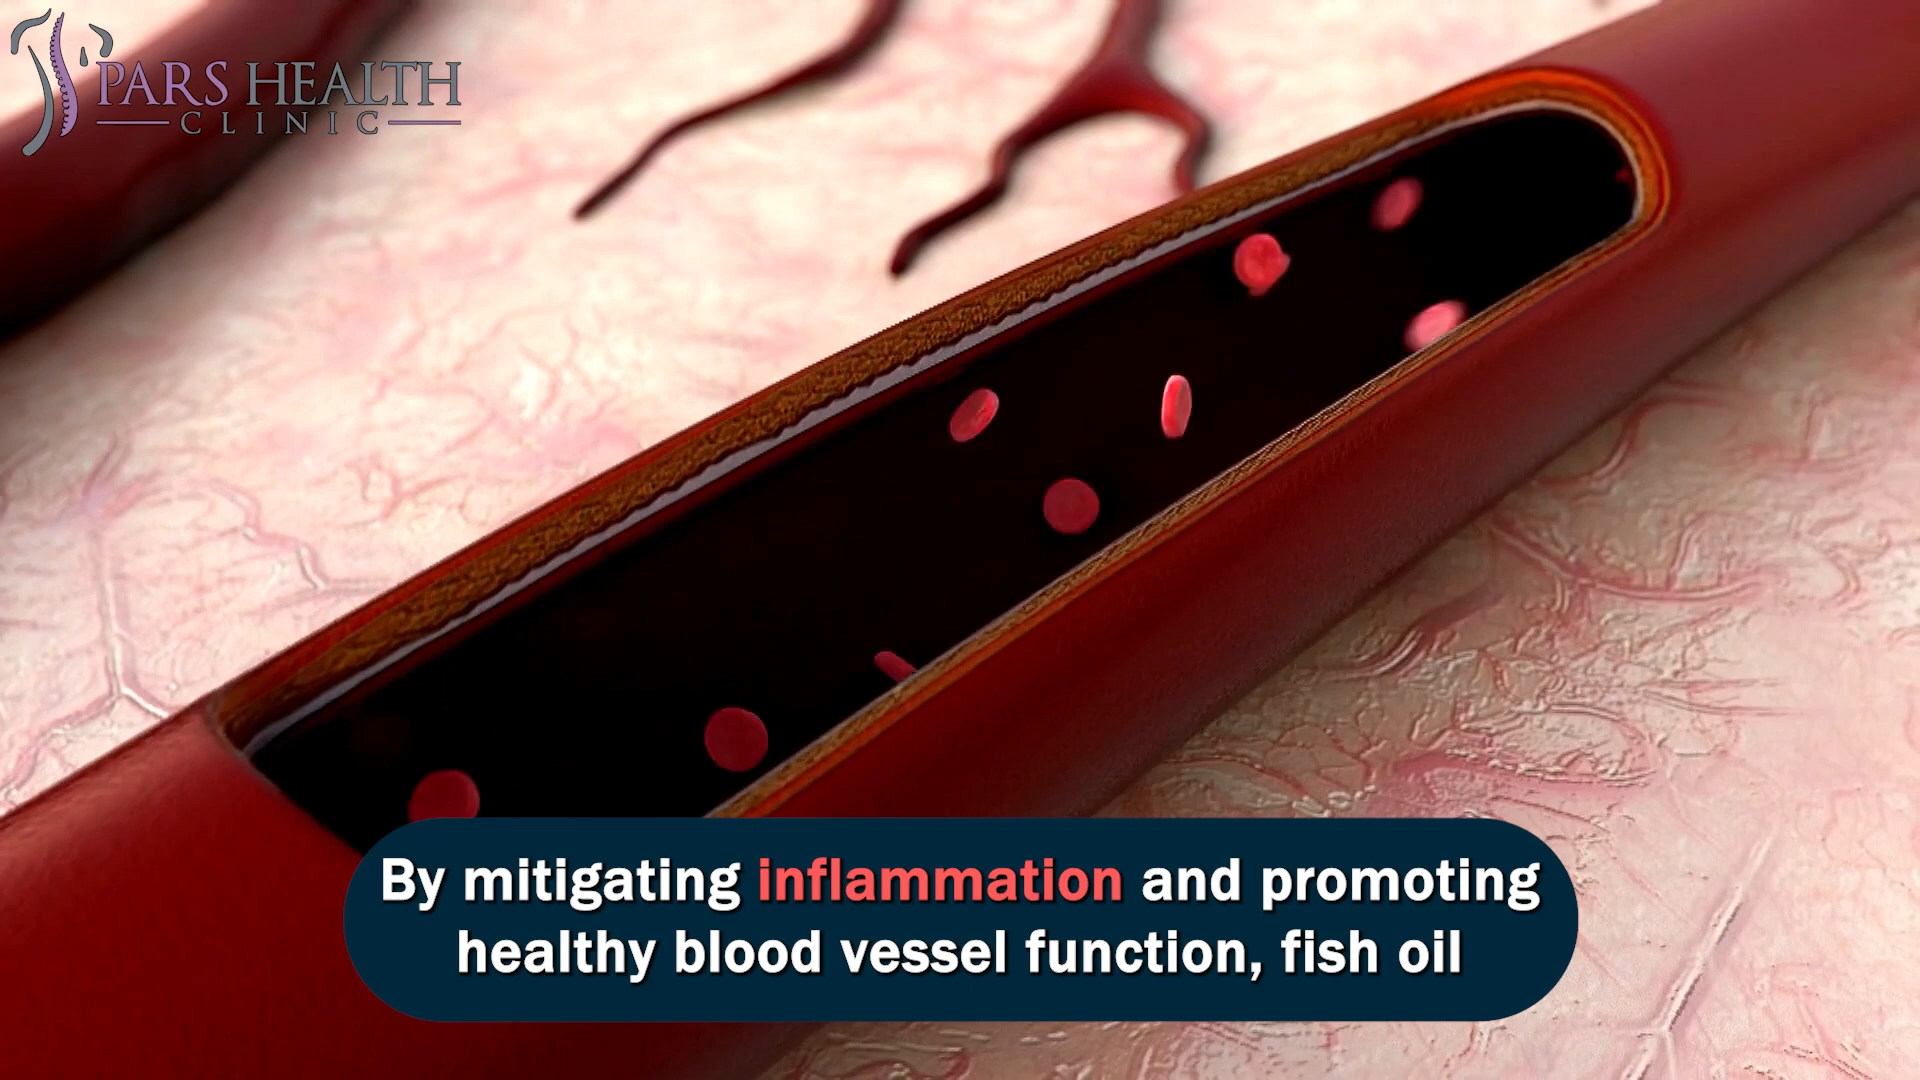 PARS HEALTH
CLINIC
By mitigating inflammation and promoting
healthy blood vessel function, fish oil